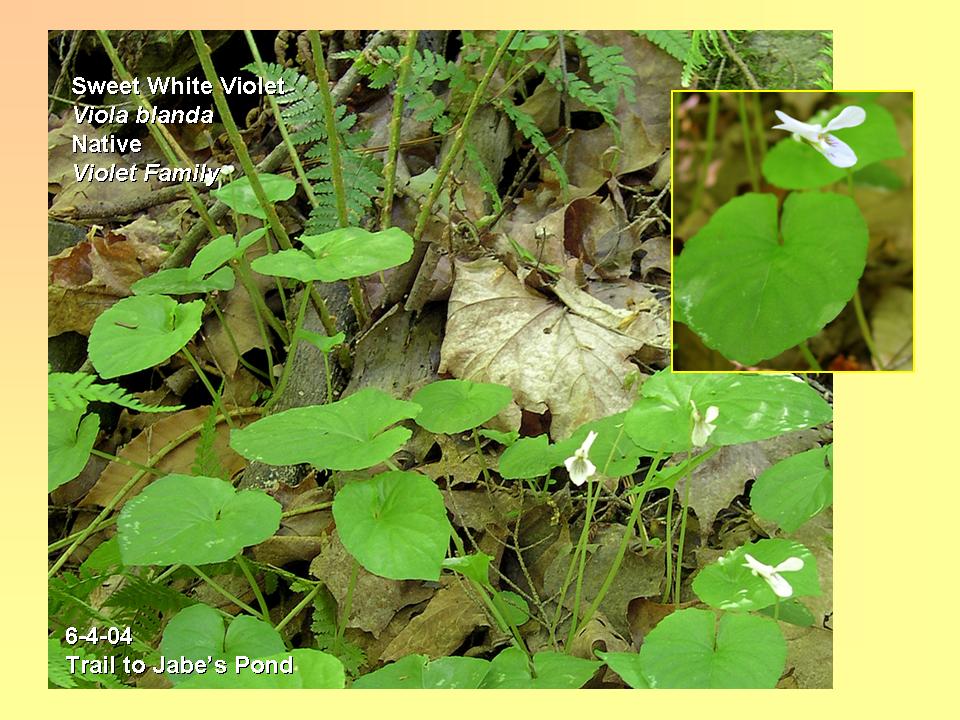 Sweet White Violet
Viola blanda
Native
Violet Family
6-4-04
Trail to Jabe's Pond